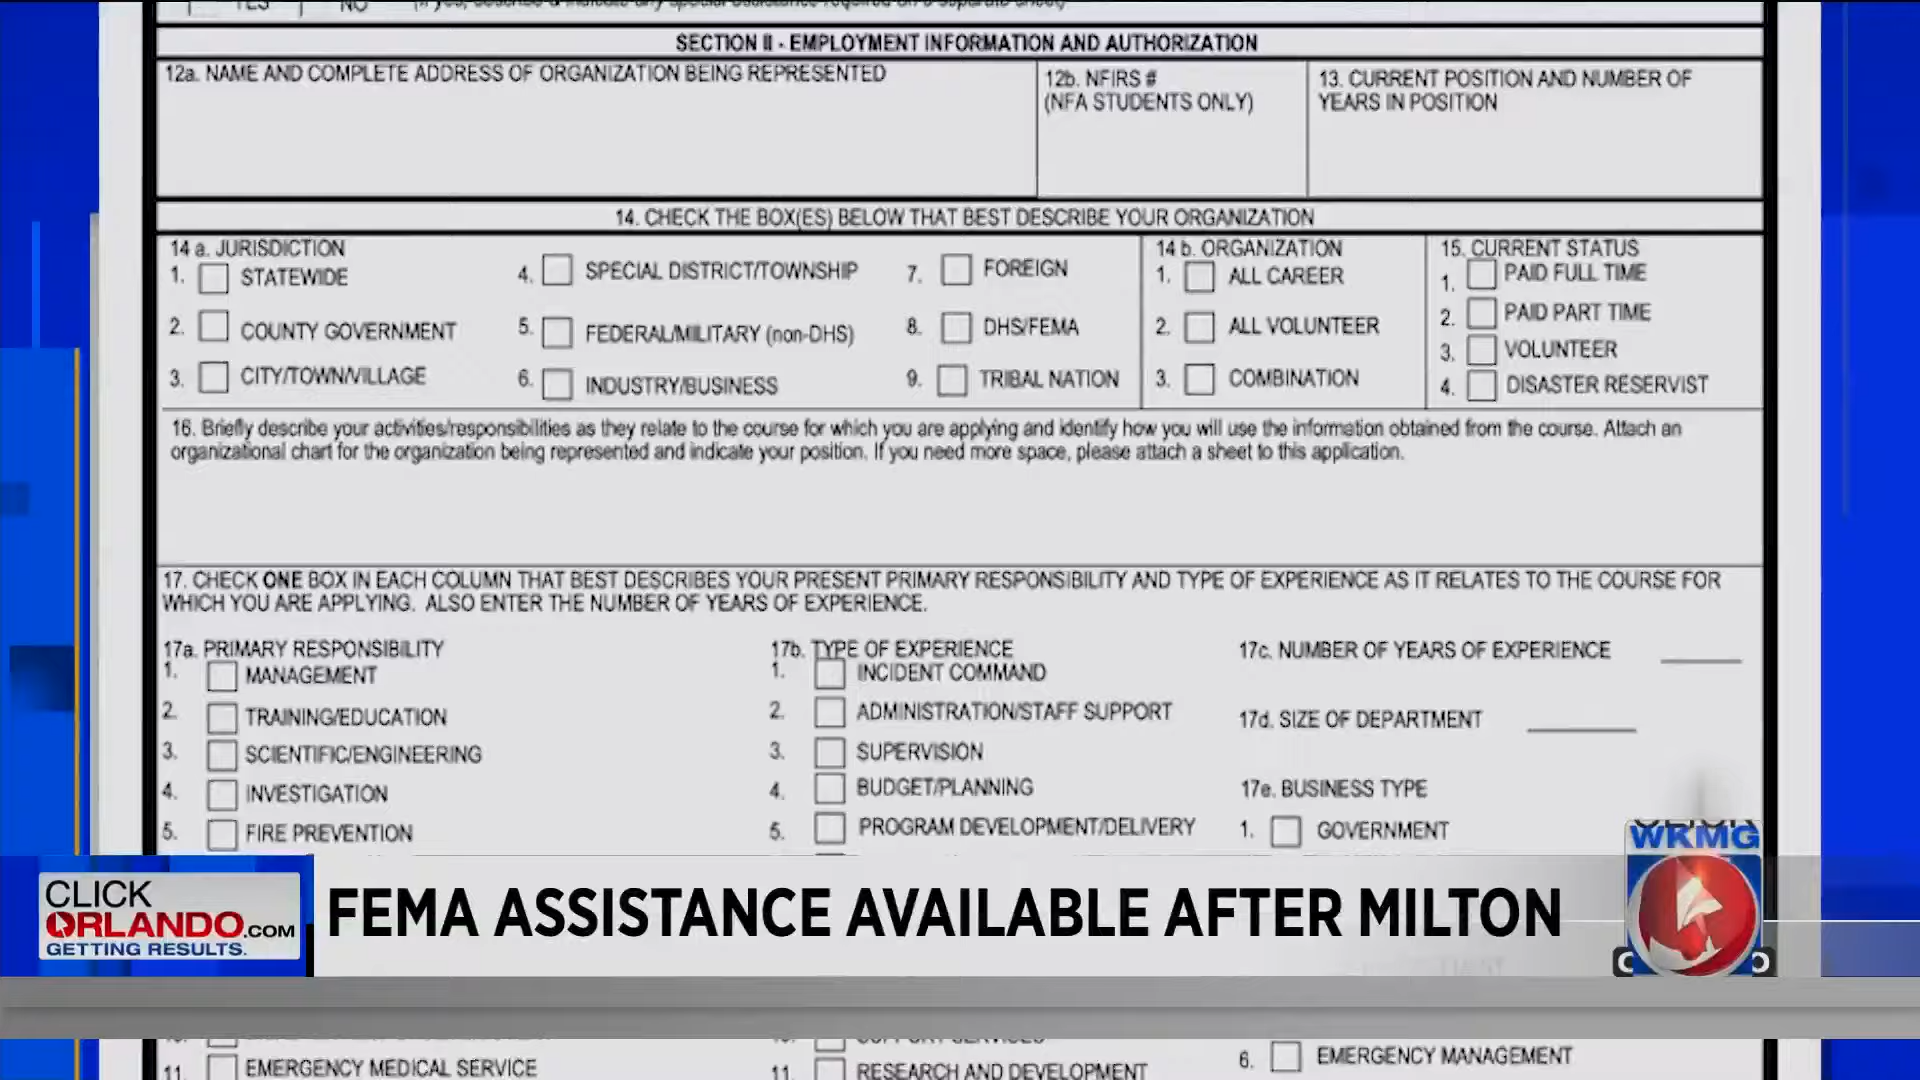 YES NO (If yes, describe & indicate any special assistance required on a separate sheet)
SECTION II - EMPLOYMENT INFORMATION AND AUTHORIZATION
12a. NAME AND COMPLETE ADDRESS OF ORGANIZATION BEING REPRESENTED
12b. NFIRS #
(NFA STUDENTS ONLY)
13. CURRENT POSITION AND NUMBER OF
YEARS IN POSITION
14. CHECK THE BOX(ES) BELOW THAT BEST DESCRIBE YOUR ORGANIZATION
14 a. JURISDICTION
1. STATEWIDE
2. COUNTY GOVERNMENT
3. CITY/TOWN/VILLAGE
4. SPECIAL DISTRICT/TOWNSHIP
5. FEDERAL/MILITARY (non-DHS)
6. INDUSTRY/BUSINESS
7. FOREIGN
8. DHS/FEMA
9. TRIBAL NATION
14 b. ORGANIZATION
1. ALL CAREER
2. ALL VOLUNTEER
3. COMBINATION
15. CURRENT STATUS
1. PAID FULL TIME
2. PAID PART TIME
3. VOLUNTEER
4. DISASTER RESERVIST
16. Briefly describe your activities/responsibilities as they relate to the course for which you are applying and identify how you will use the information obtained from the course. Attach an
organizational chart for the organization being represented and indicate your position. If you need more space, please attach a sheet to this application.
17. CHECK ONE BOX IN EACH COLUMN THAT BEST DESCRIBES YOUR PRESENT PRIMARY RESPONSIBILITY AND TYPE OF EXPERIENCE AS IT RELATES TO THE COURSE FOR
WHICH YOU ARE APPLYING. ALSO ENTER THE NUMBER OF YEARS OF EXPERIENCE.
17a. PRIMARY RESPONSIBILITY
1. MANAGEMENT
2. TRAINING/EDUCATION
3. SCIENTIFIC/ENGINEERING
4. INVESTIGATION
5. FIRE PREVENTION
17b. TYPE OF EXPERIENCE
1. INCIDENT COMMAND
2. ADMINISTRATION/STAFF SUPPORT
3. SUPERVISION
4. BUDGET/PLANNING
5. PROGRAM DEVELOPMENT/DELIVERY
17c. NUMBER OF YEARS OF EXPERIENCE
17d. SIZE OF DEPARTMENT
17e. BUSINESS TYPE
1. GOVERNMENT
WKMG
CLICK
ORLANDO.COM
GETTING RESULTS.
FEMA ASSISTANCE AVAILABLE AFTER MILTON
11. EMERGENCY MEDICAL SERVICE
11. RESEARCH AND DEVELOPMENT
6. EMERGENCY MANAGEMENT